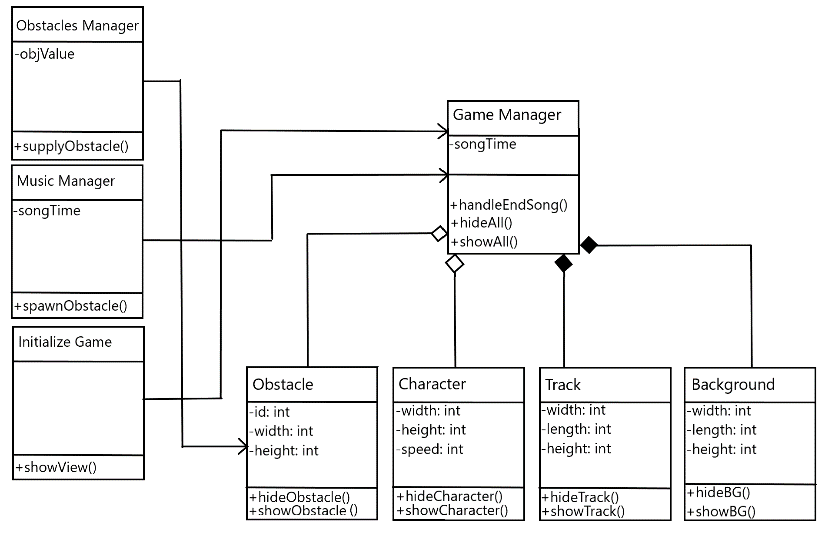 Obstacles Manager
-objValue
+supplyObstacle()
Music Manager
-songTime
+spawnObstacle()
Initialize Game
+showView()
Game Manager
-songTime
+handleEndSong()
+hideAll()
+showAll()
Obstacle
-id: int
-width: int
-height: int
+hideObstacle()
+showObstacle ()
Character
-width: int
-height: int
-speed: int
+hideCharacter()
+showCharacter()
Track
-width: int
-length: int
-height: int
+hideTrack()
+showTrack()
Background
-width: int
-length: int
-height: int
+hideBG()
+showBG()